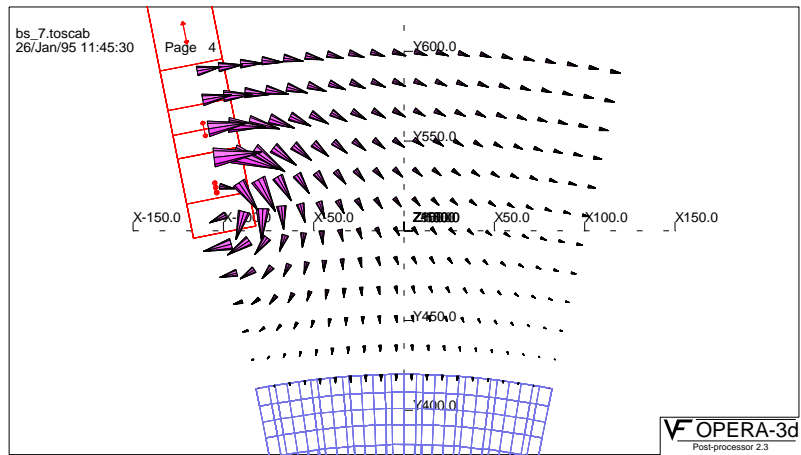 bs_7.toscab
26/Jan/95 11:45:30 Page 4
Y600.0
Y550.0
X-150.0 X-50.0 X50.0 X100.0 X150.0
Y450.0
Y400.0
VF OPERA-3d
Post-processor 2.3